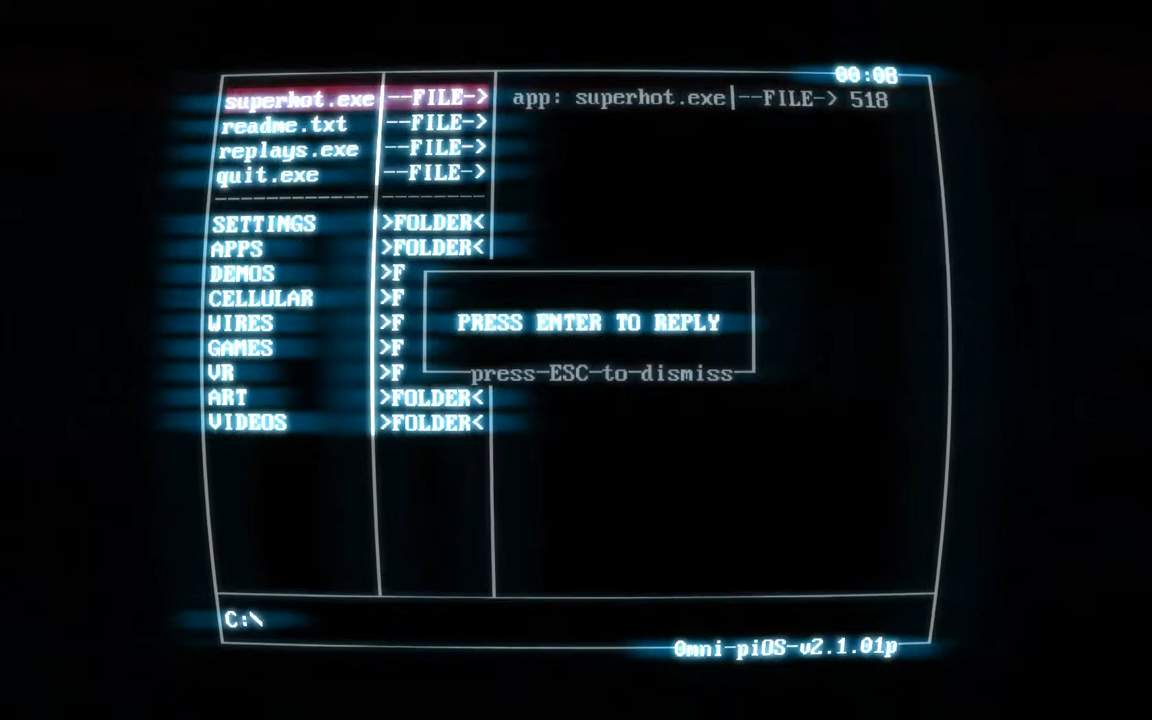 00:08
superhot.exe --FILE-> app: superhot.exe --FILE-> 518
readme.txt --FILE->
replays.exe --FILE->
quit.exe --FILE->
SETTINGS >FOLDER<
APPS >FOLDER<
DEMOS >F
CELLULAR >F
WIRES >F
PRESS ENTER TO REPLY
GAMES >F
VR >F
press-ESC-to-dismiss
ART >FOLDER<
VIDEOS >FOLDER<
C:\
0mni-piOS-v2.1.01p